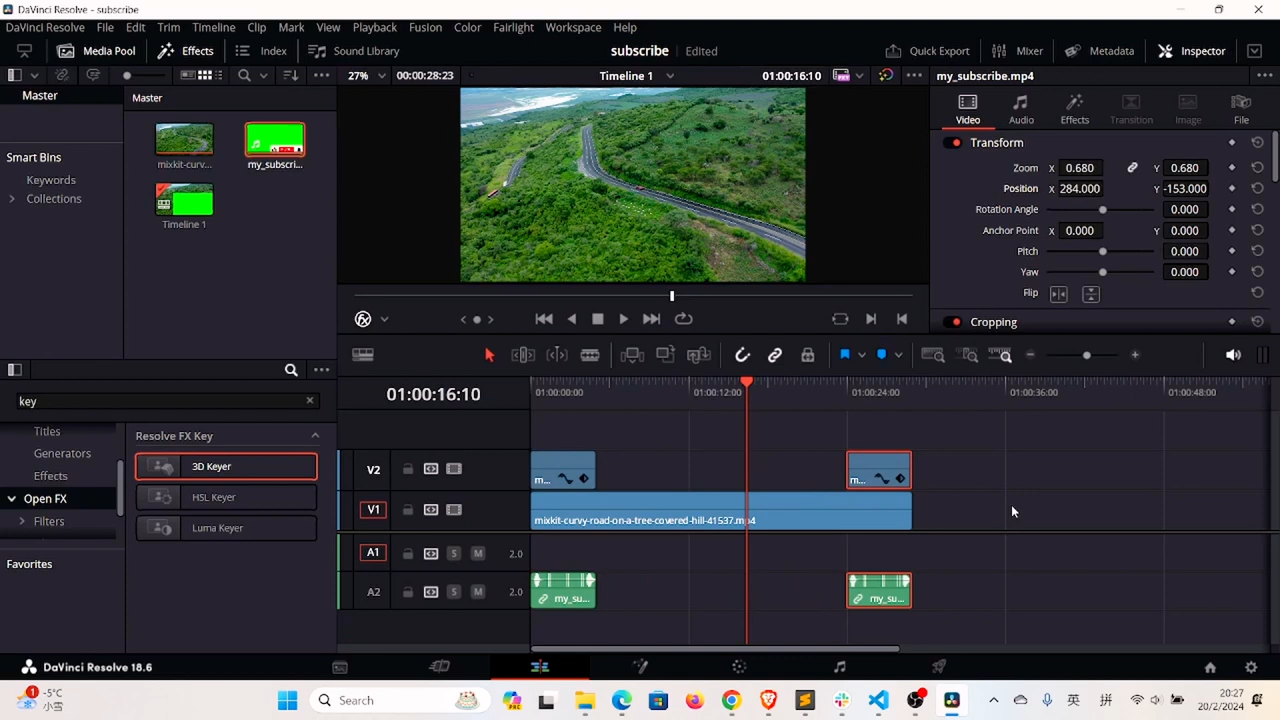 DaVinci Resolve - subscribe
DaVinci Resolve File Edit Trim Timeline Clip Mark View Playback Fusion Color Fairlight Workspace Help
Media Pool Effects Index Sound Library subscribe Edited Quick Export Mixer Metadata Inspector
27% 00:00:28:23 Timeline 1 01:00:16:10 my_subscribe.mp4
Master Master
Video Audio Effects Transition Image File
mixkit-curv... my_subscri...
Smart Bins
Keywords
Collections
Timeline 1
Transform
Zoom X 0.680 Y 0.680
Position X 284.000 Y -153.000
Rotation Angle 0.000
Anchor Point X 0.000 Y 0.000
Pitch 0.000
Yaw 0.000
Flip
Cropping
key
01:00:16:10
01:00:00:00 01:00:12:00 01:00:24:00 01:00:36:00 01:00:48:00
Titles
Generators
Effects
Open FX
Filters
Favorites
Resolve FX Key
3D Keyer
HSL Keyer
Luma Keyer
V2 m... m...
V1 mixkit-curvy-road-on-a-tree-covered-hill-41537.mp4
A1 S M 2.0
A2 S M 2.0 my_su... my_su...
DaVinci Resolve 18.6
1 -5°C
小雪
Search
英 拼
20:27
20/2/2024